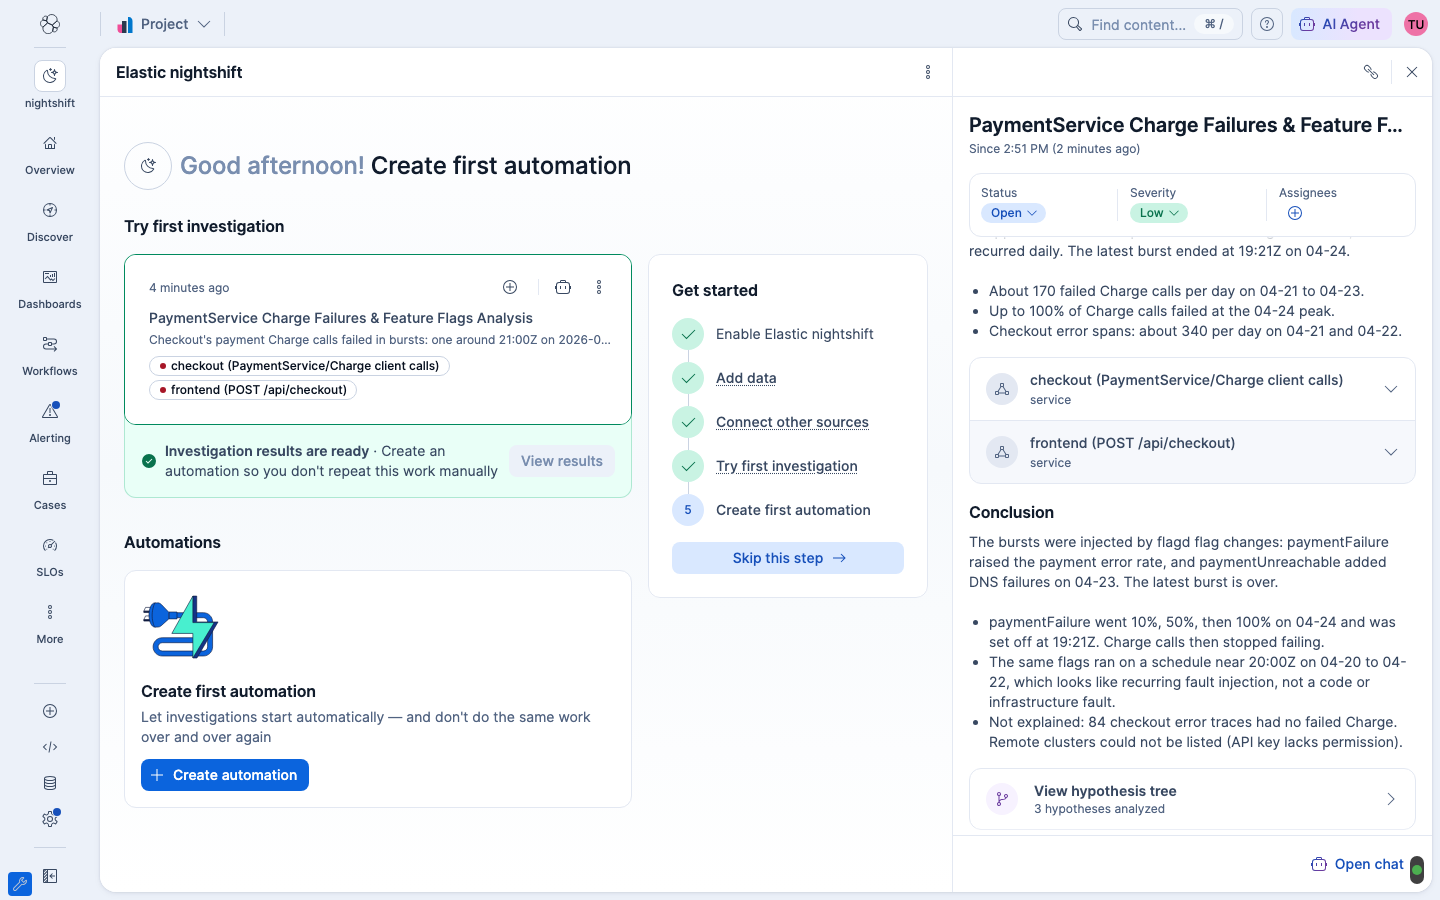 Project
Find content...
⌘ /
AI Agent
TU
nightshift
Overview
Discover
Dashboards
Workflows
Alerting
Cases
SLOs
More
Elastic nightshift
Good afternoon! Create first automation
Try first investigation
4 minutes ago
PaymentService Charge Failures & Feature Flags Analysis
Checkout's payment Charge calls failed in bursts: one around 21:00Z on 2026-0...
checkout (PaymentService/Charge client calls)
frontend (POST /api/checkout)
Investigation results are ready · Create an
automation so you don't repeat this work manually
View results
Get started
Enable Elastic nightshift
Add data
Connect other sources
Try first investigation
5
Create first automation
Skip this step
Automations
Create first automation
Let investigations start automatically — and don't do the same work
over and over again
Create automation
PaymentService Charge Failures & Feature F...
Since 2:51 PM (2 minutes ago)
Status
Open
Severity
Low
Assignees
recurred daily. The latest burst ended at 19:21Z on 04-24.
• About 170 failed Charge calls per day on 04-21 to 04-23.
• Up to 100% of Charge calls failed at the 04-24 peak.
• Checkout error spans: about 340 per day on 04-21 and 04-22.
checkout (PaymentService/Charge client calls)
service
frontend (POST /api/checkout)
service
Conclusion
The bursts were injected by flagd flag changes: paymentFailure
raised the payment error rate, and paymentUnreachable added
DNS failures on 04-23. The latest burst is over.
• paymentFailure went 10%, 50%, then 100% on 04-24 and was
set off at 19:21Z. Charge calls then stopped failing.
• The same flags ran on a schedule near 20:00Z on 04-20 to 04-
22, which looks like recurring fault injection, not a code or
infrastructure fault.
• Not explained: 84 checkout error traces had no failed Charge.
Remote clusters could not be listed (API key lacks permission).
View hypothesis tree
3 hypotheses analyzed
Open chat